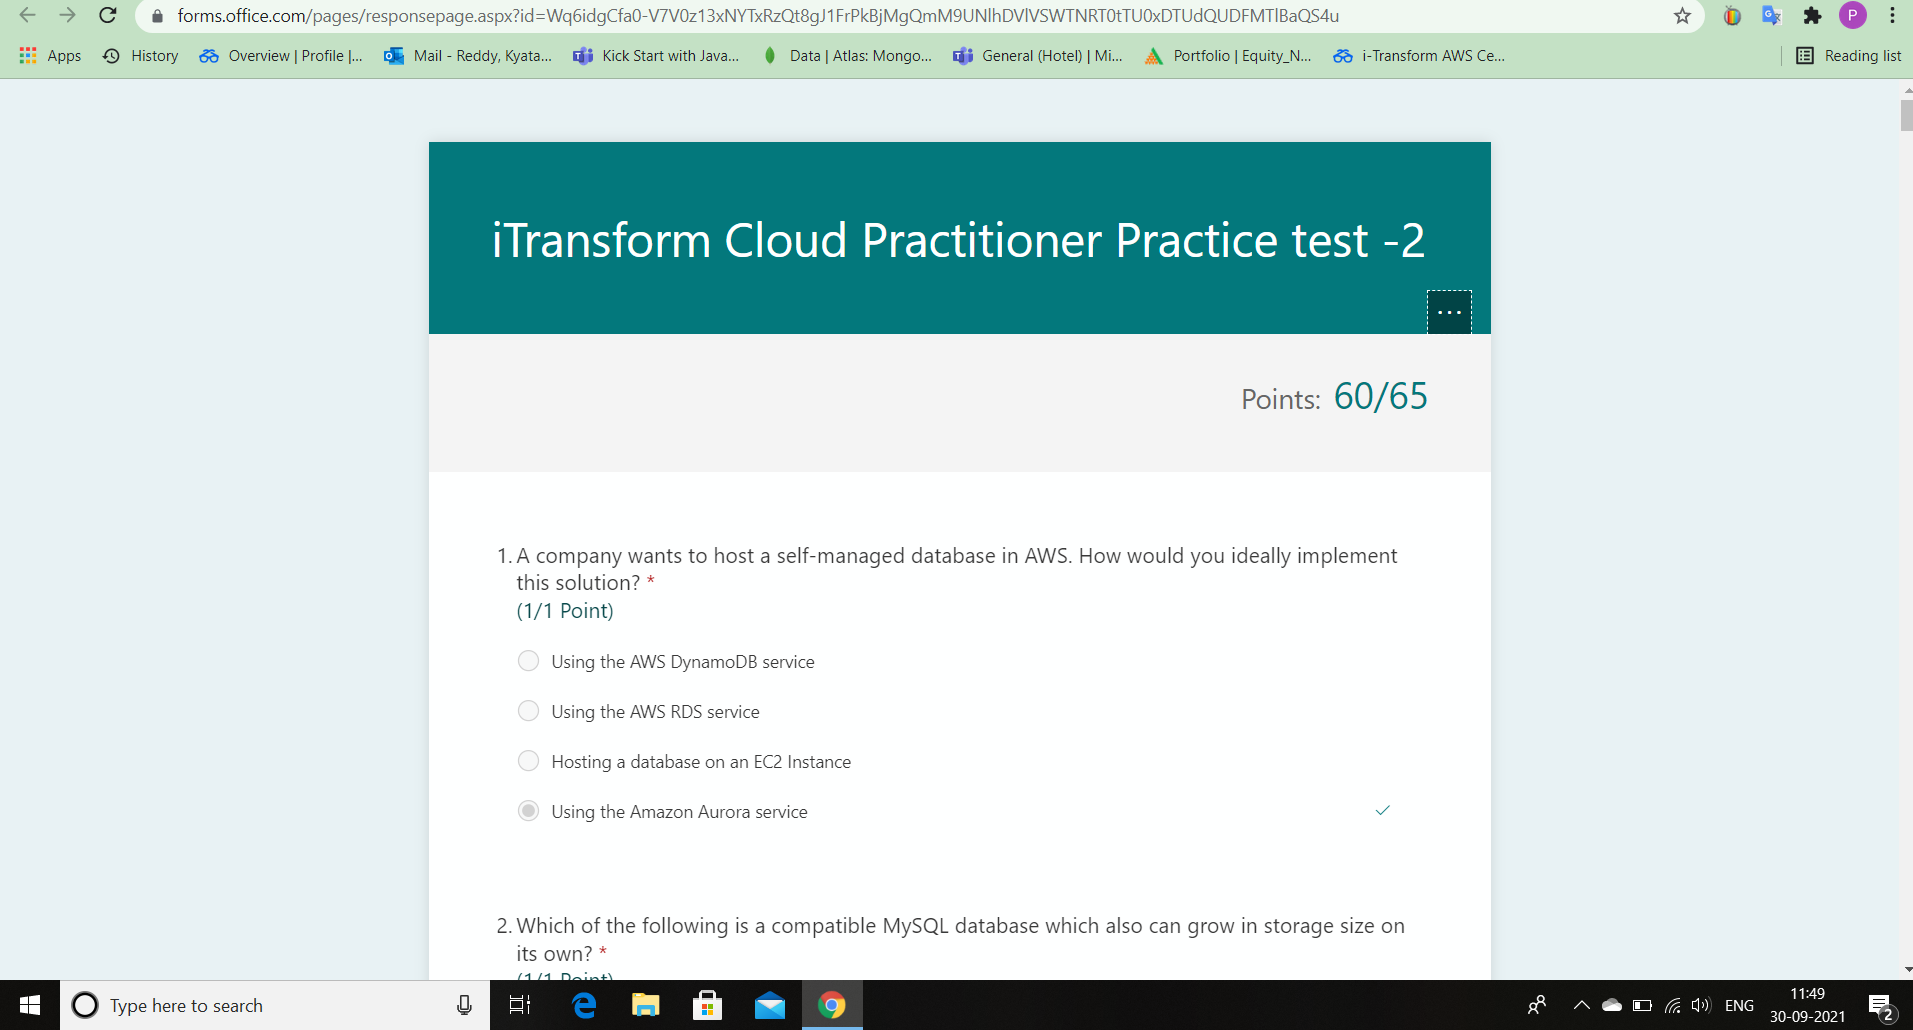 forms.office.com/pages/responsepage.aspx?id=Wq6idgCfa0-V7V0z13xNYTxRzQt8gJ1FrPkBjMgQmM9UNlhDVlVSWTNRT0tTU0xDTUdQUDFMTlBaQS4u
P
Apps
History
Overview | Profile |...
Mail - Reddy, Kyata...
Kick Start with Java...
Data | Atlas: Mongo...
General (Hotel) | Mi...
Portfolio | Equity_N...
i-Transform AWS Ce...
Reading list
iTransform Cloud Practitioner Practice test -2
...
Points: 60/65
1. A company wants to host a self-managed database in AWS. How would you ideally implement
this solution? *
(1/1 Point)
Using the AWS DynamoDB service
Using the AWS RDS service
Hosting a database on an EC2 Instance
Using the Amazon Aurora service
2. Which of the following is a compatible MySQL database which also can grow in storage size on
its own? *
(1/1 Point)
Type here to search
ENG
11:49
30-09-2021
2